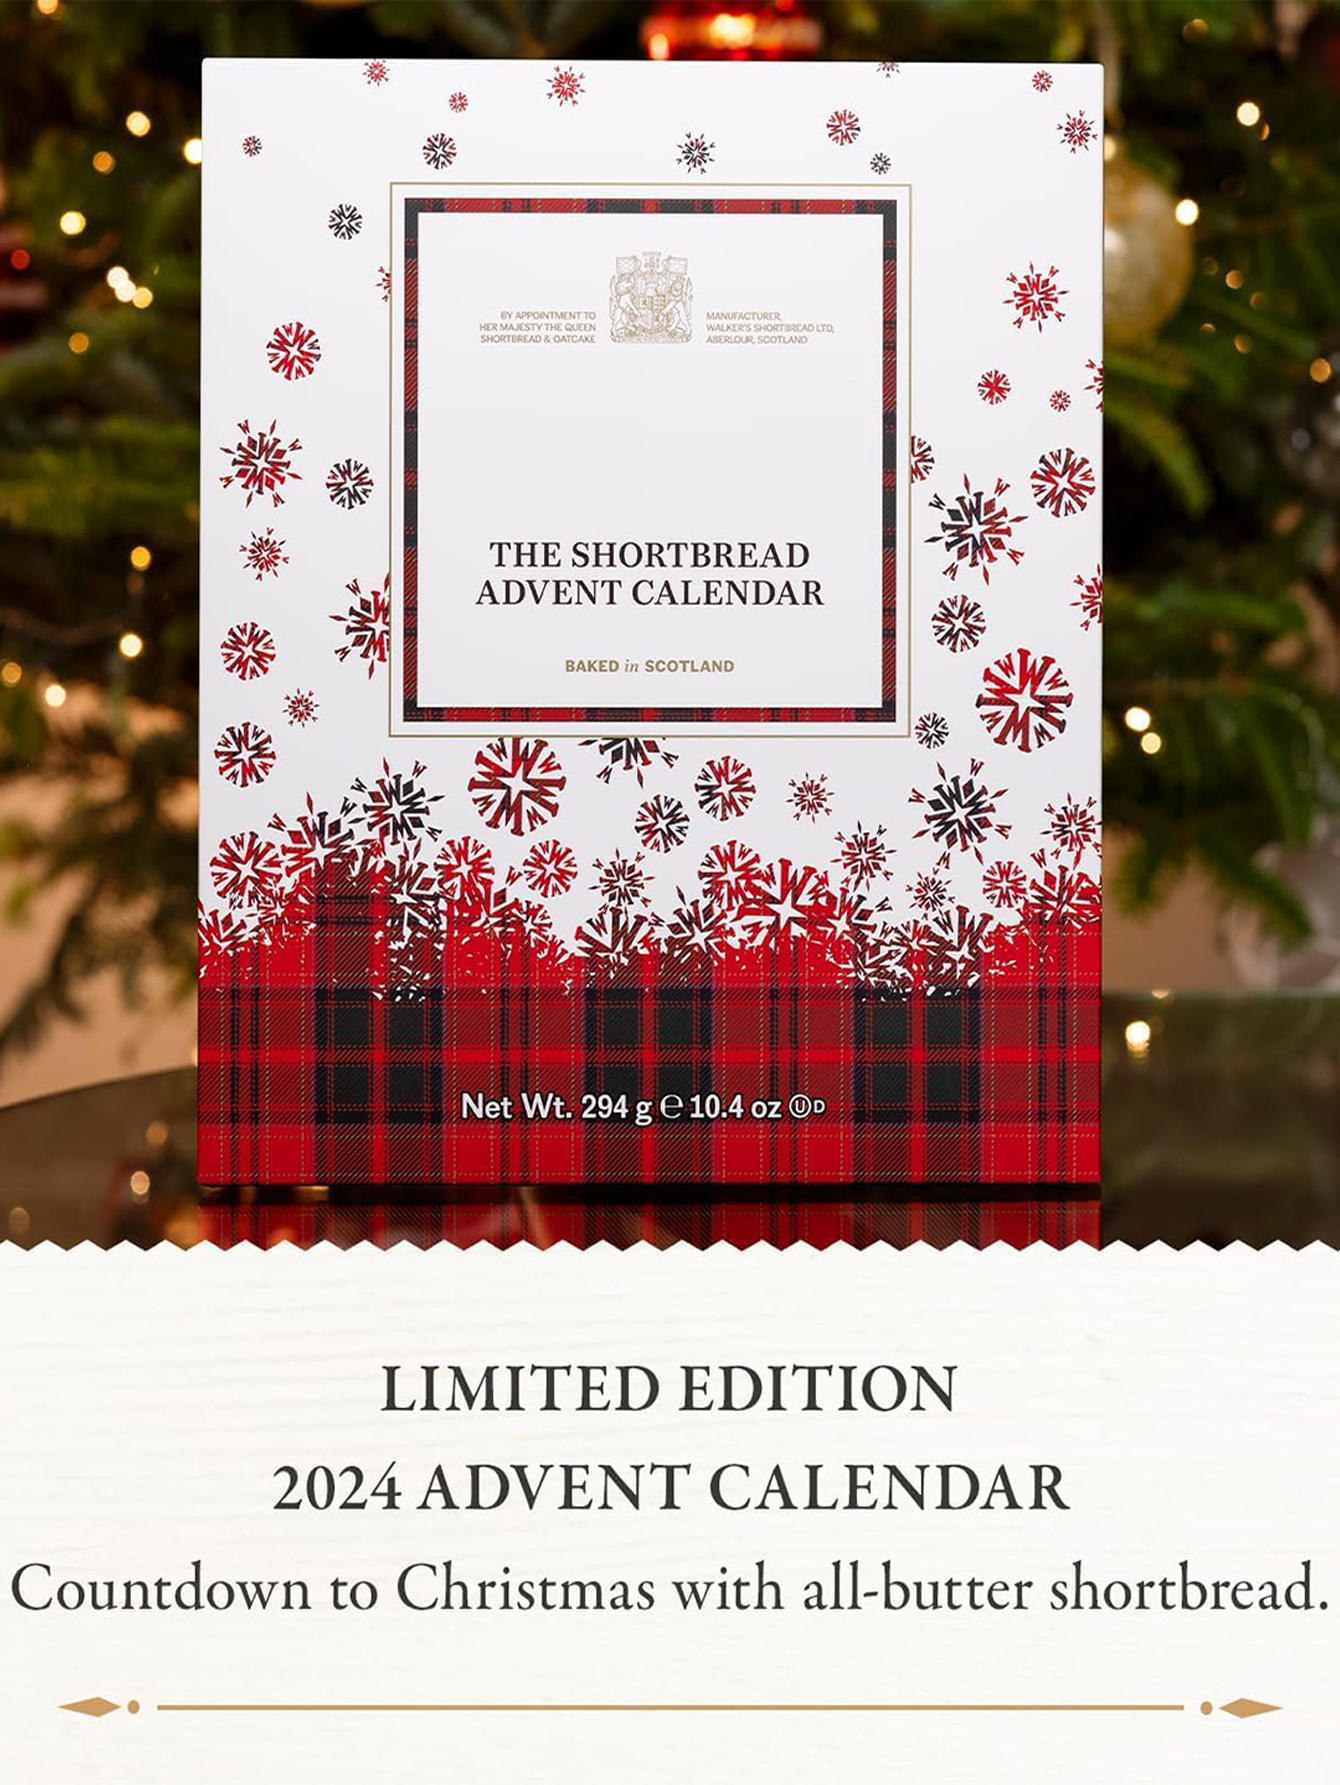 BY APPOINTMENT TO
HER MAJESTY THE QUEEN
SHORTBREAD & OATCAKE
MANUFACTURER,
WALKER'S SHORTBREAD LTD,
ABERLOUR, SCOTLAND
THE SHORTBREAD
ADVENT CALENDAR
BAKED in SCOTLAND
Net Wt. 294 g ℮ 10.4 oz ⓊD
LIMITED EDITION
2024 ADVENT CALENDAR
Countdown to Christmas with all-butter shortbread.